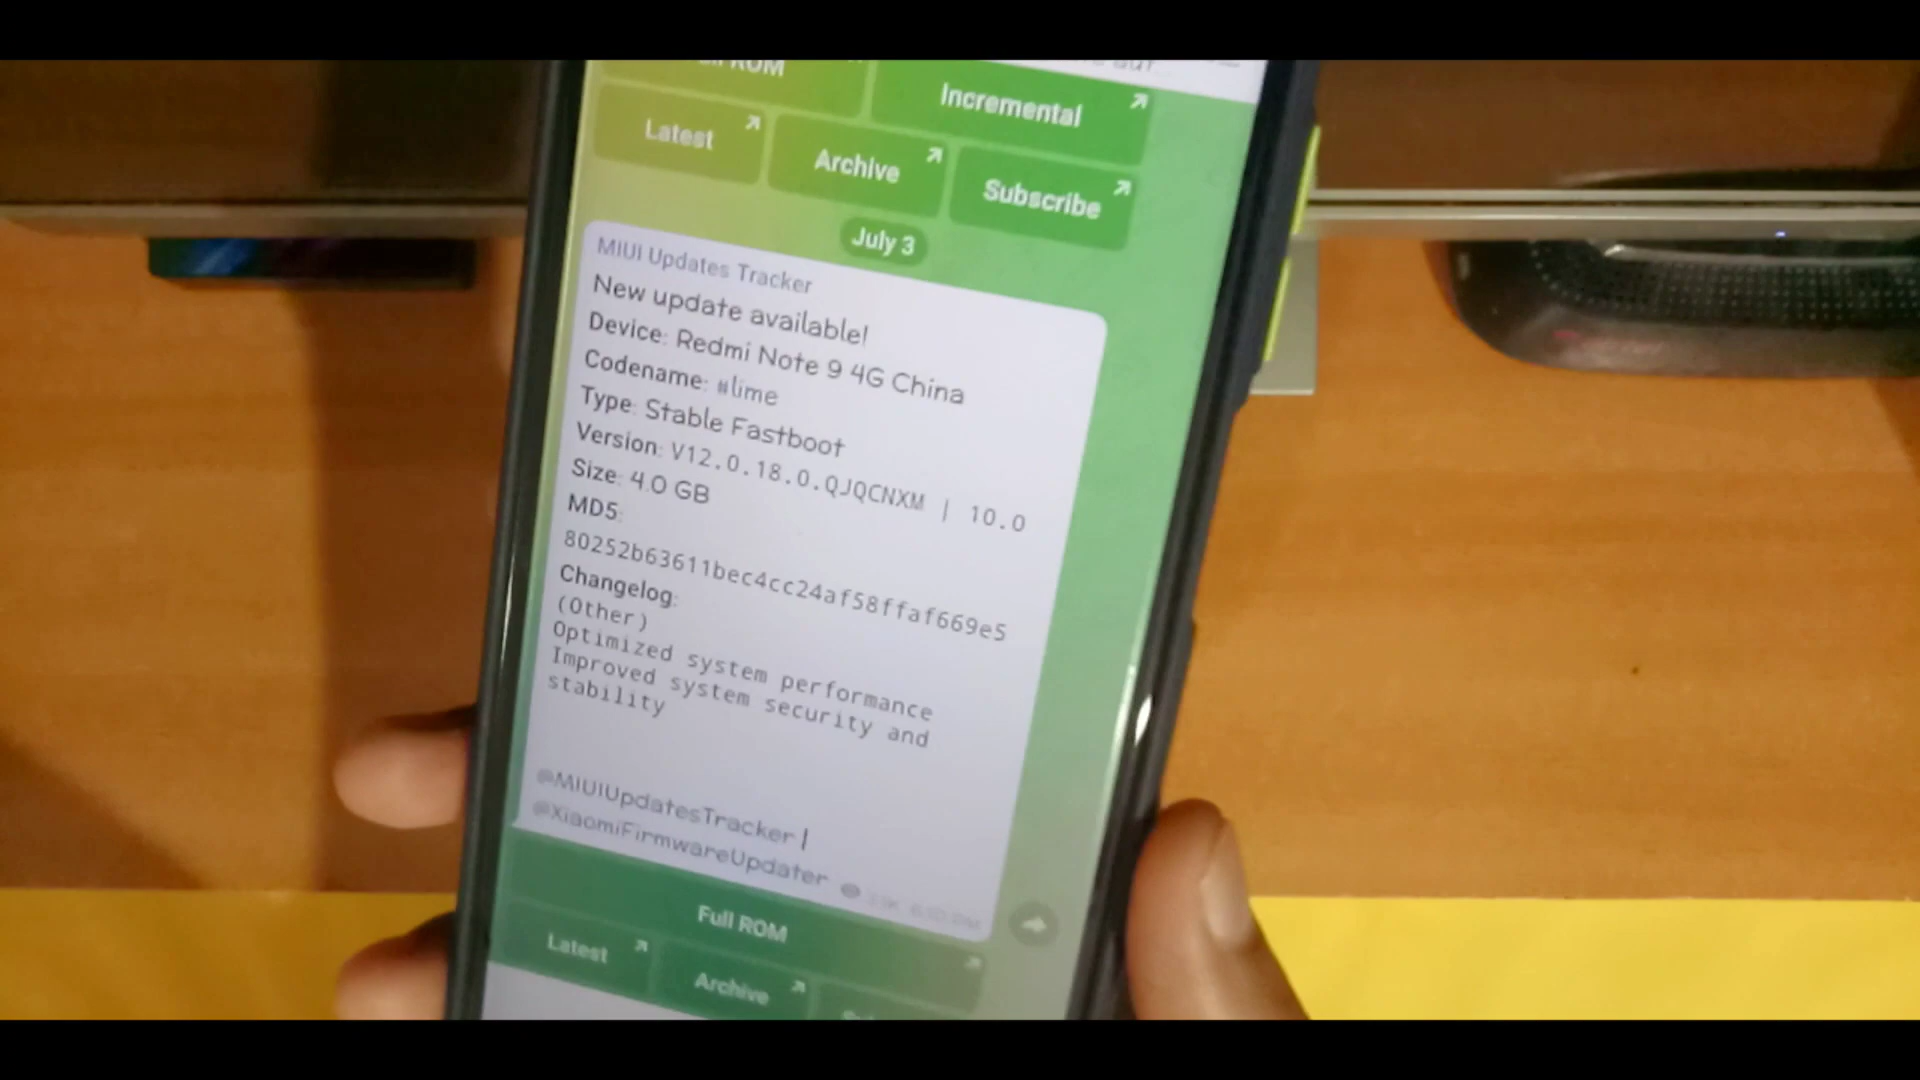 ROM
Incremental
Latest
Archive
Subscribe
July 3
MIUI Updates Tracker
New update available!
Device: Redmi Note 9 4G China
Codename: #lime
Type: Stable Fastboot
Version: V12.0.18.0.QJQCNXM | 10.0
Size: 4.0 GB
MD5:
80252b63611bec4cc24af58ffaf669e5
Changelog:
(Other)
Optimized system performance
Improved system security and
stability
@MIUIUpdatesTracker |
@XiaomiFirmwareUpdater
Full ROM
Latest
Archive